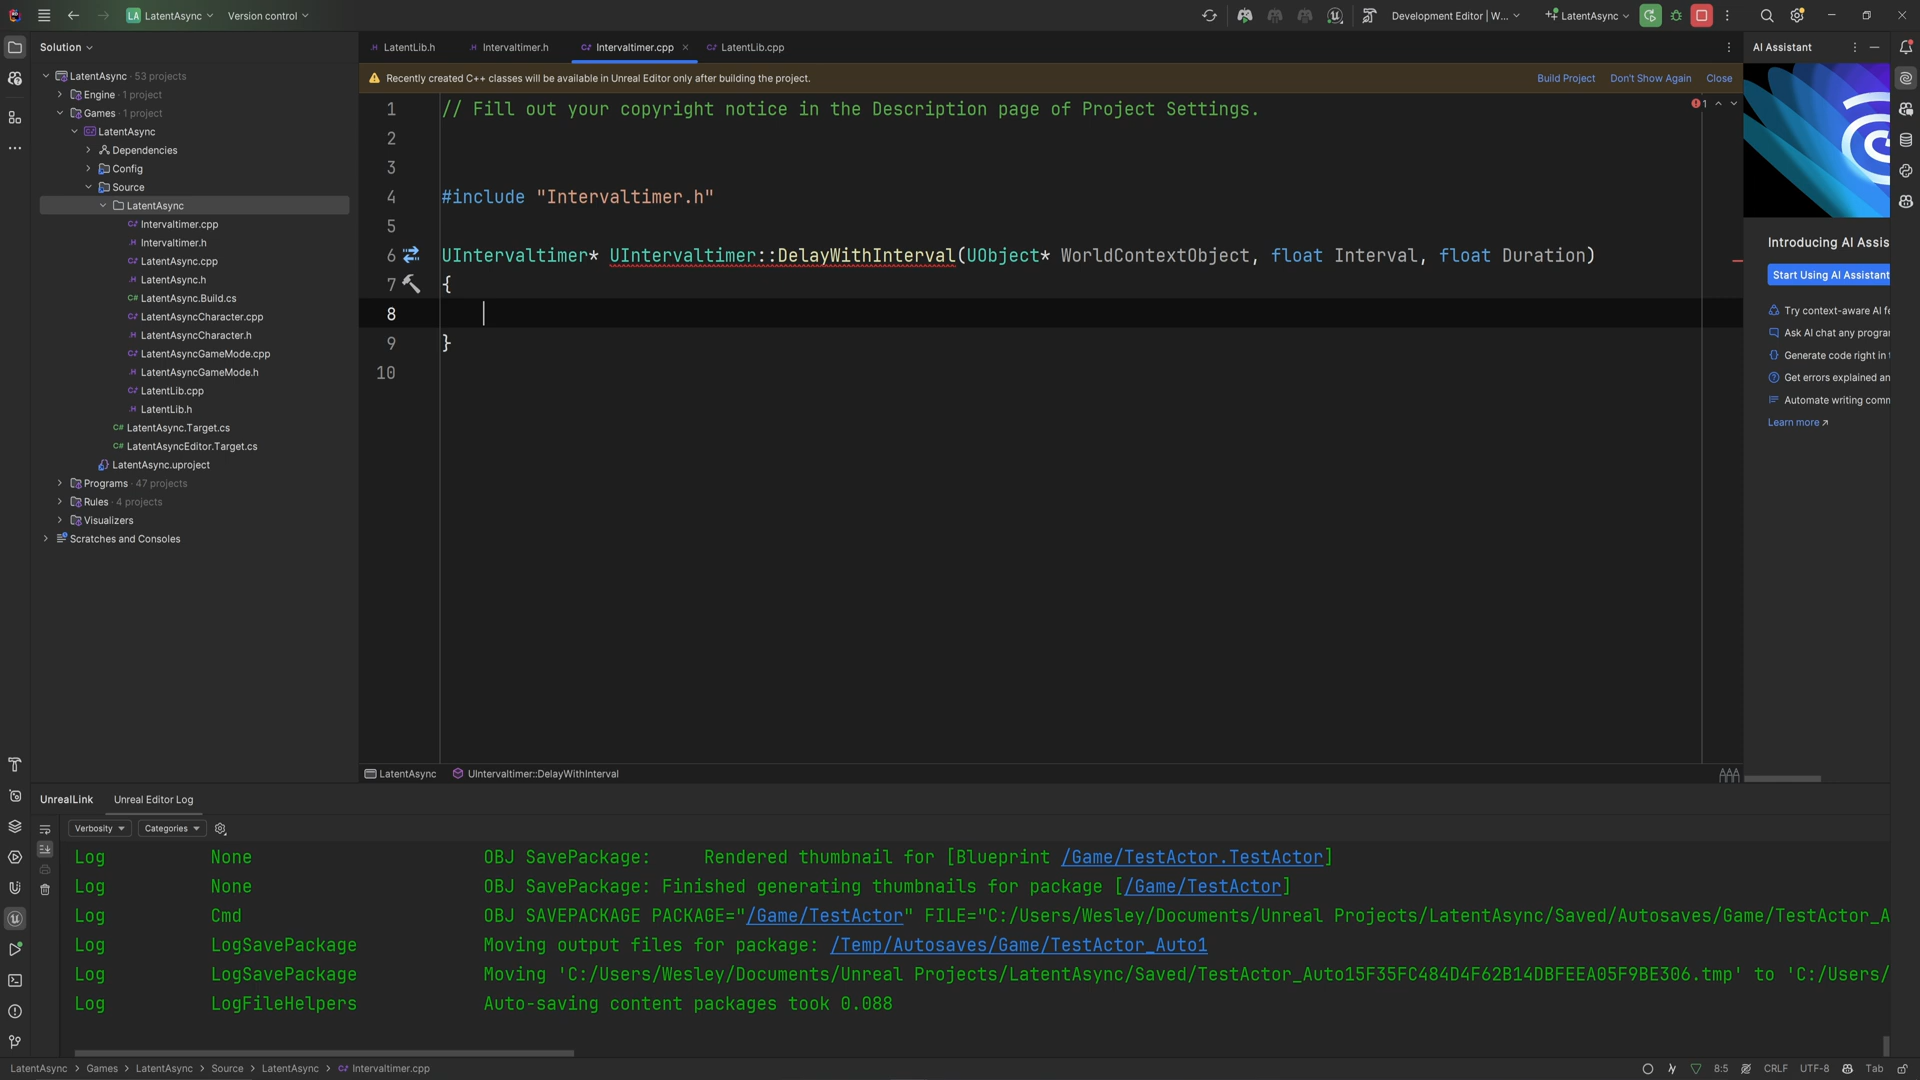 LA LatentAsync
Version control
Development Editor | W...
LatentAsync
Solution
LatentLib.h
Intervaltimer.h
Intervaltimer.cpp
LatentLib.cpp
AI Assistant
Recently created C++ classes will be available in Unreal Editor only after building the project.
Build Project
Don't Show Again
Close
LatentAsync · 53 projects
Engine · 1 project
Games · 1 project
LatentAsync
Dependencies
Config
Source
LatentAsync
Intervaltimer.cpp
Intervaltimer.h
LatentAsync.cpp
LatentAsync.h
C# LatentAsync.Build.cs
LatentAsyncCharacter.cpp
LatentAsyncCharacter.h
LatentAsyncGameMode.cpp
LatentAsyncGameMode.h
LatentLib.cpp
LatentLib.h
C# LatentAsync.Target.cs
C# LatentAsyncEditor.Target.cs
LatentAsync.uproject
Programs · 47 projects
Rules · 4 projects
Visualizers
Scratches and Consoles
1 // Fill out your copyright notice in the Description page of Project Settings.
2
3
4 #include "Intervaltimer.h"
5
6 UIntervaltimer* UIntervaltimer::DelayWithInterval(UObject* WorldContextObject, float Interval, float Duration)
7 {
8
9 }
10
1
Introducing AI Assis
Start Using AI Assistant
Try context-aware AI fe
Ask AI chat any progra
Generate code right in
Get errors explained an
Automate writing comm
Learn more ↗
LatentAsync
UIntervaltimer::DelayWithInterval
UnrealLink
Unreal Editor Log
Verbosity
Categories
Log None OBJ SavePackage: Rendered thumbnail for [Blueprint /Game/TestActor.TestActor]
Log None OBJ SavePackage: Finished generating thumbnails for package [/Game/TestActor]
Log Cmd OBJ SAVEPACKAGE PACKAGE="/Game/TestActor" FILE="C:/Users/Wesley/Documents/Unreal Projects/LatentAsync/Saved/Autosaves/Game/TestActor_A
Log LogSavePackage Moving output files for package: /Temp/Autosaves/Game/TestActor_Auto1
Log LogSavePackage Moving 'C:/Users/Wesley/Documents/Unreal Projects/LatentAsync/Saved/TestActor_Auto15F35FC484D4F62B14DBFEEA05F9BE306.tmp' to 'C:/Users/
Log LogFileHelpers Auto-saving content packages took 0.088
LatentAsync > Games > LatentAsync > Source > LatentAsync > Intervaltimer.cpp
8:5
CRLF
UTF-8
Tab